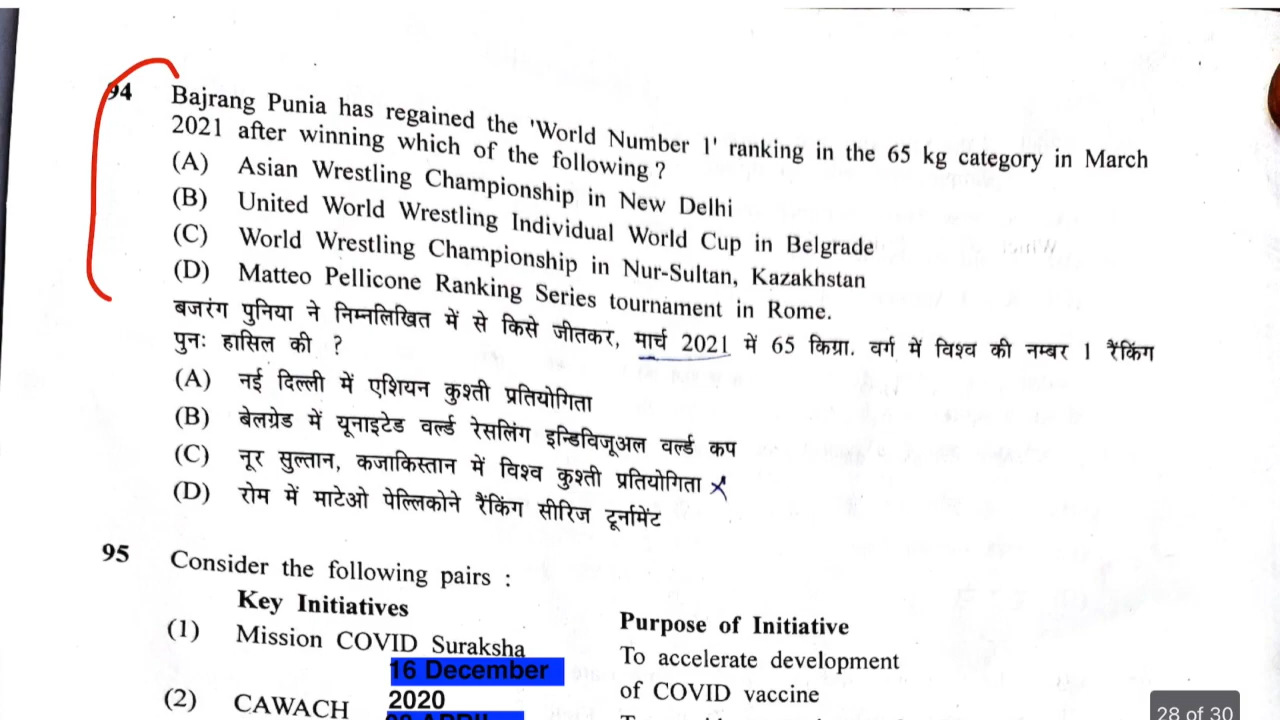 94 Bajrang Punia has regained the 'World Number 1' ranking in the 65 kg category in March
2021 after winning which of the following ?
(A) Asian Wrestling Championship in New Delhi
(B) United World Wrestling Individual World Cup in Belgrade
(C) World Wrestling Championship in Nur-Sultan, Kazakhstan
(D) Matteo Pellicone Ranking Series tournament in Rome.
बजरंग पुनिया ने निम्नलिखित में से किसे जीतकर, मार्च 2021 में 65 किग्रा. वर्ग में विश्व की नम्बर 1 रैंकिंग
पुनः हासिल की ?
(A) नई दिल्ली में एशियन कुश्ती प्रतियोगिता
(B) बेलग्रेड में यूनाइटेड वर्ल्ड रेसलिंग इन्डिविजूअल वर्ल्ड कप
(C) नूर सुल्तान, कजाकिस्तान में विश्व कुश्ती प्रतियोगिता
(D) रोम में माटेओ पेल्लिकोने रैंकिंग सीरिज टूर्नामेंट
95 Consider the following pairs :
Key Initiatives Purpose of Initiative
(1) Mission COVID Suraksha To accelerate development
of COVID vaccine
16 December
2020
(2) CAWACH
28 of 30